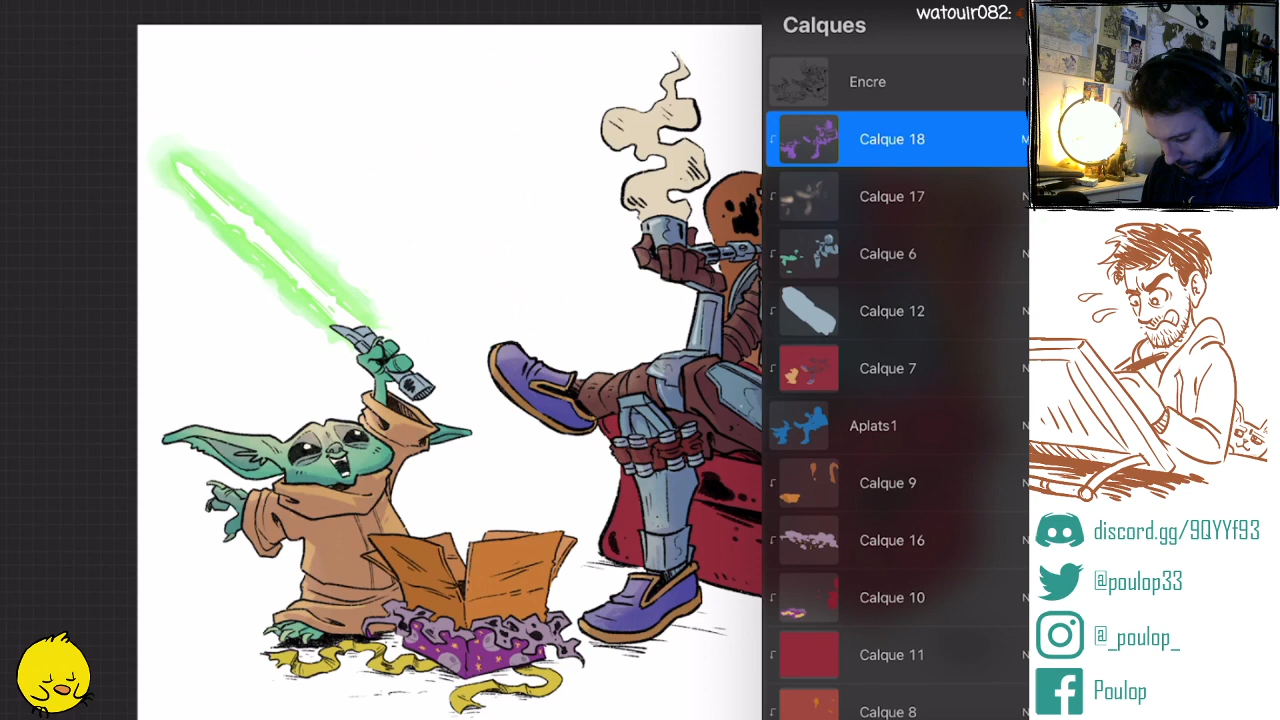 watouir082:
Calques
Encre
N
Calque 18
M
Calque 17
N
Calque 6
N
Calque 12
N
Calque 7
N
Aplats1
N
Calque 9
N
Calque 16
N
Calque 10
N
Calque 11
N
Calque 8
N
discord.gg/9QYYf93
@poulop33
@_poulop_
Poulop